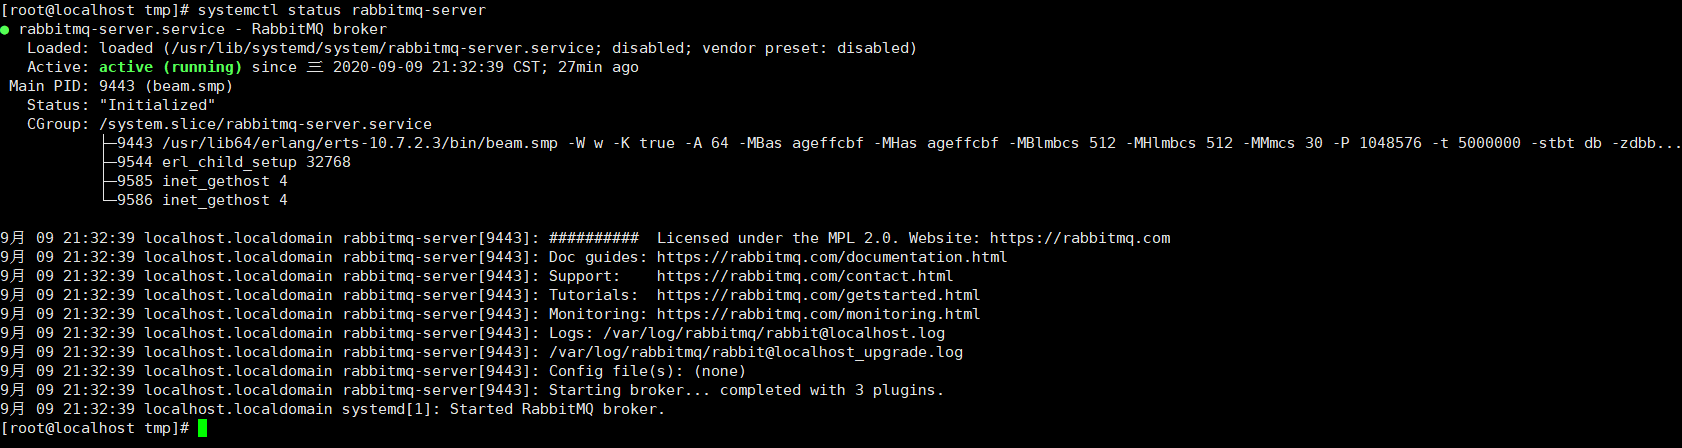 [root@localhost tmp]# systemctl status rabbitmq-server
● rabbitmq-server.service - RabbitMQ broker
   Loaded: loaded (/usr/lib/systemd/system/rabbitmq-server.service; disabled; vendor preset: disabled)
   Active: active (running) since 三 2020-09-09 21:32:39 CST; 27min ago
 Main PID: 9443 (beam.smp)
   Status: "Initialized"
   CGroup: /system.slice/rabbitmq-server.service
           ├─9443 /usr/lib64/erlang/erts-10.7.2.3/bin/beam.smp -W w -K true -A 64 -MBas ageffcbf -MHas ageffcbf -MBlmbcs 512 -MHlmbcs 512 -MMmcs 30 -P 1048576 -t 5000000 -stbt db -zdbb...
           ├─9544 erl_child_setup 32768
           ├─9585 inet_gethost 4
           └─9586 inet_gethost 4

9月 09 21:32:39 localhost.localdomain rabbitmq-server[9443]: ##########  Licensed under the MPL 2.0. Website: https://rabbitmq.com
9月 09 21:32:39 localhost.localdomain rabbitmq-server[9443]: Doc guides: https://rabbitmq.com/documentation.html
9月 09 21:32:39 localhost.localdomain rabbitmq-server[9443]: Support:    https://rabbitmq.com/contact.html
9月 09 21:32:39 localhost.localdomain rabbitmq-server[9443]: Tutorials:  https://rabbitmq.com/getstarted.html
9月 09 21:32:39 localhost.localdomain rabbitmq-server[9443]: Monitoring: https://rabbitmq.com/monitoring.html
9月 09 21:32:39 localhost.localdomain rabbitmq-server[9443]: Logs: /var/log/rabbitmq/rabbit@localhost.log
9月 09 21:32:39 localhost.localdomain rabbitmq-server[9443]: /var/log/rabbitmq/rabbit@localhost_upgrade.log
9月 09 21:32:39 localhost.localdomain rabbitmq-server[9443]: Config file(s): (none)
9月 09 21:32:39 localhost.localdomain rabbitmq-server[9443]: Starting broker... completed with 3 plugins.
9月 09 21:32:39 localhost.localdomain systemd[1]: Started RabbitMQ broker.
[root@localhost tmp]#